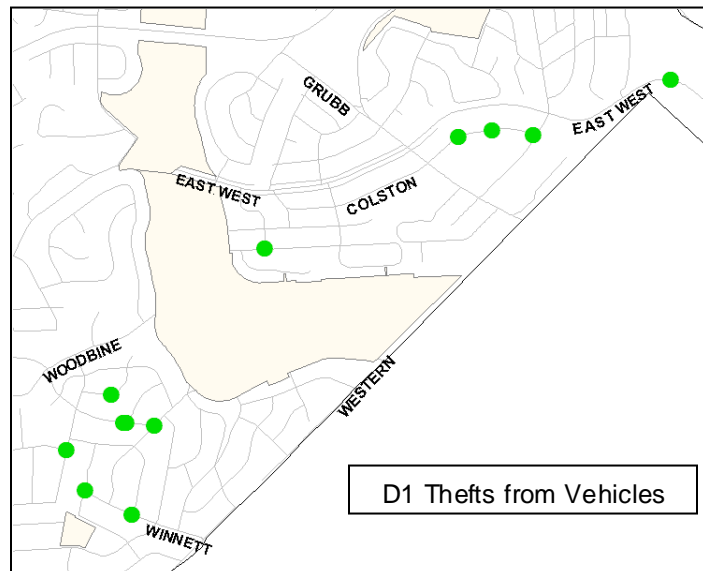 GRUBB
EAST WEST
EAST WEST
COLSTON
WOODBINE
WESTERN
D1 Thefts from Vehicles
WINNETT